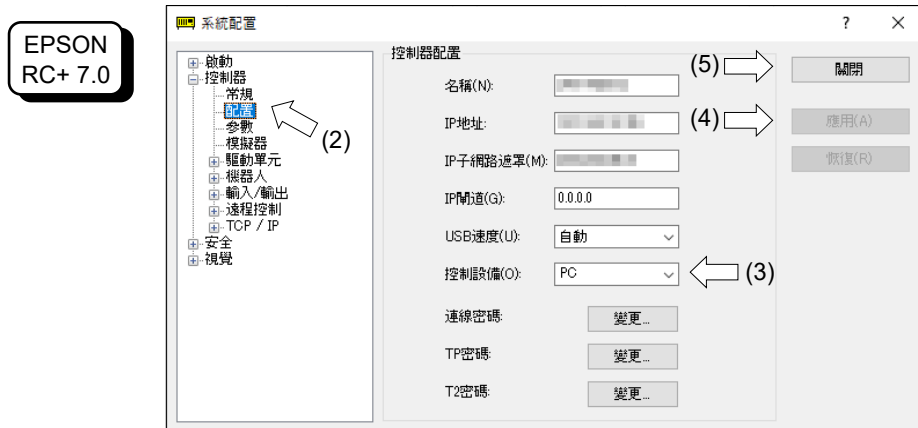 EPSON
RC+ 7.0
系統配置
? ×
啟動
控制器
常規
配置
參數
模擬器
驅動單元
機器人
輸入/輸出
遠程控制
TCP / IP
安全
視覺
(2)
控制器配置
名稱(N):
IP地址:
IP子網路遮罩(M):
IP閘道(G): 0.0.0.0
USB速度(U): 自動
控制設備(O): PC
(3)
連線密碼: 變更...
TP密碼: 變更...
T2密碼: 變更...
(5)
關閉
(4)
應用(A)
恢復(R)